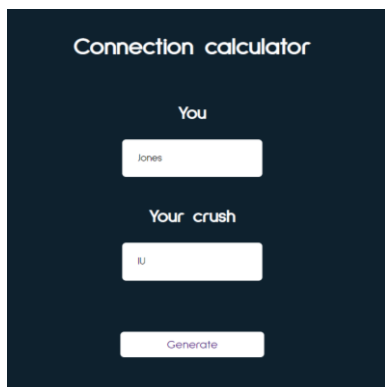 Connection calculator
You
Jones
Your crush
IU
Generate